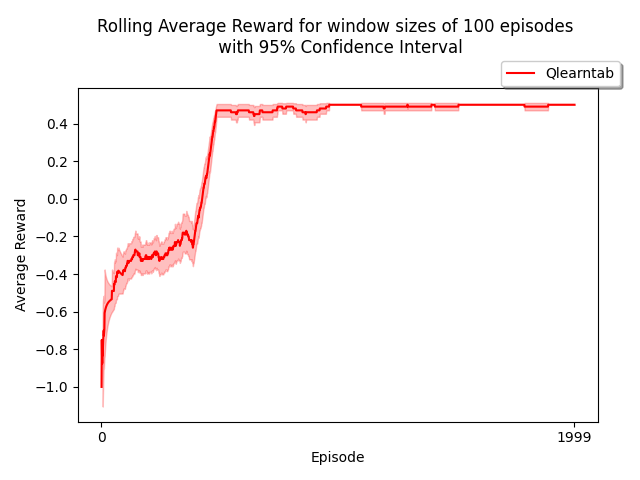 Rolling Average Reward for window sizes of 100 episodes
with 95% Confidence Interval
Qlearntab
0.4
0.2
0.0
−0.2
−0.4
−0.6
−0.8
−1.0
Average Reward
0
1999
Episode